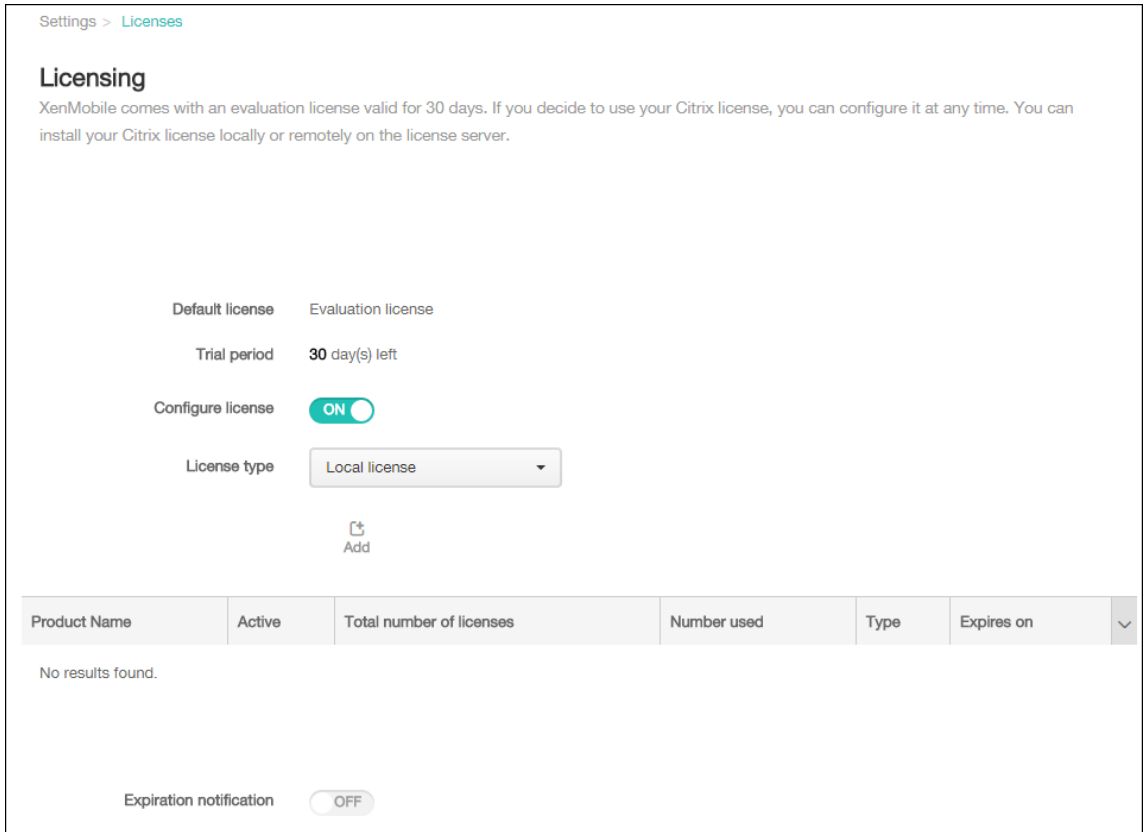 Settings > Licenses
Licensing
XenMobile comes with an evaluation license valid for 30 days. If you decide to use your Citrix license, you can configure it at any time. You can
install your Citrix license locally or remotely on the license server.
Default license Evaluation license
Trial period 30 day(s) left
Configure license ON
License type Local license
Add
Product Name Active Total number of licenses Number used Type Expires on
No results found.
Expiration notification OFF